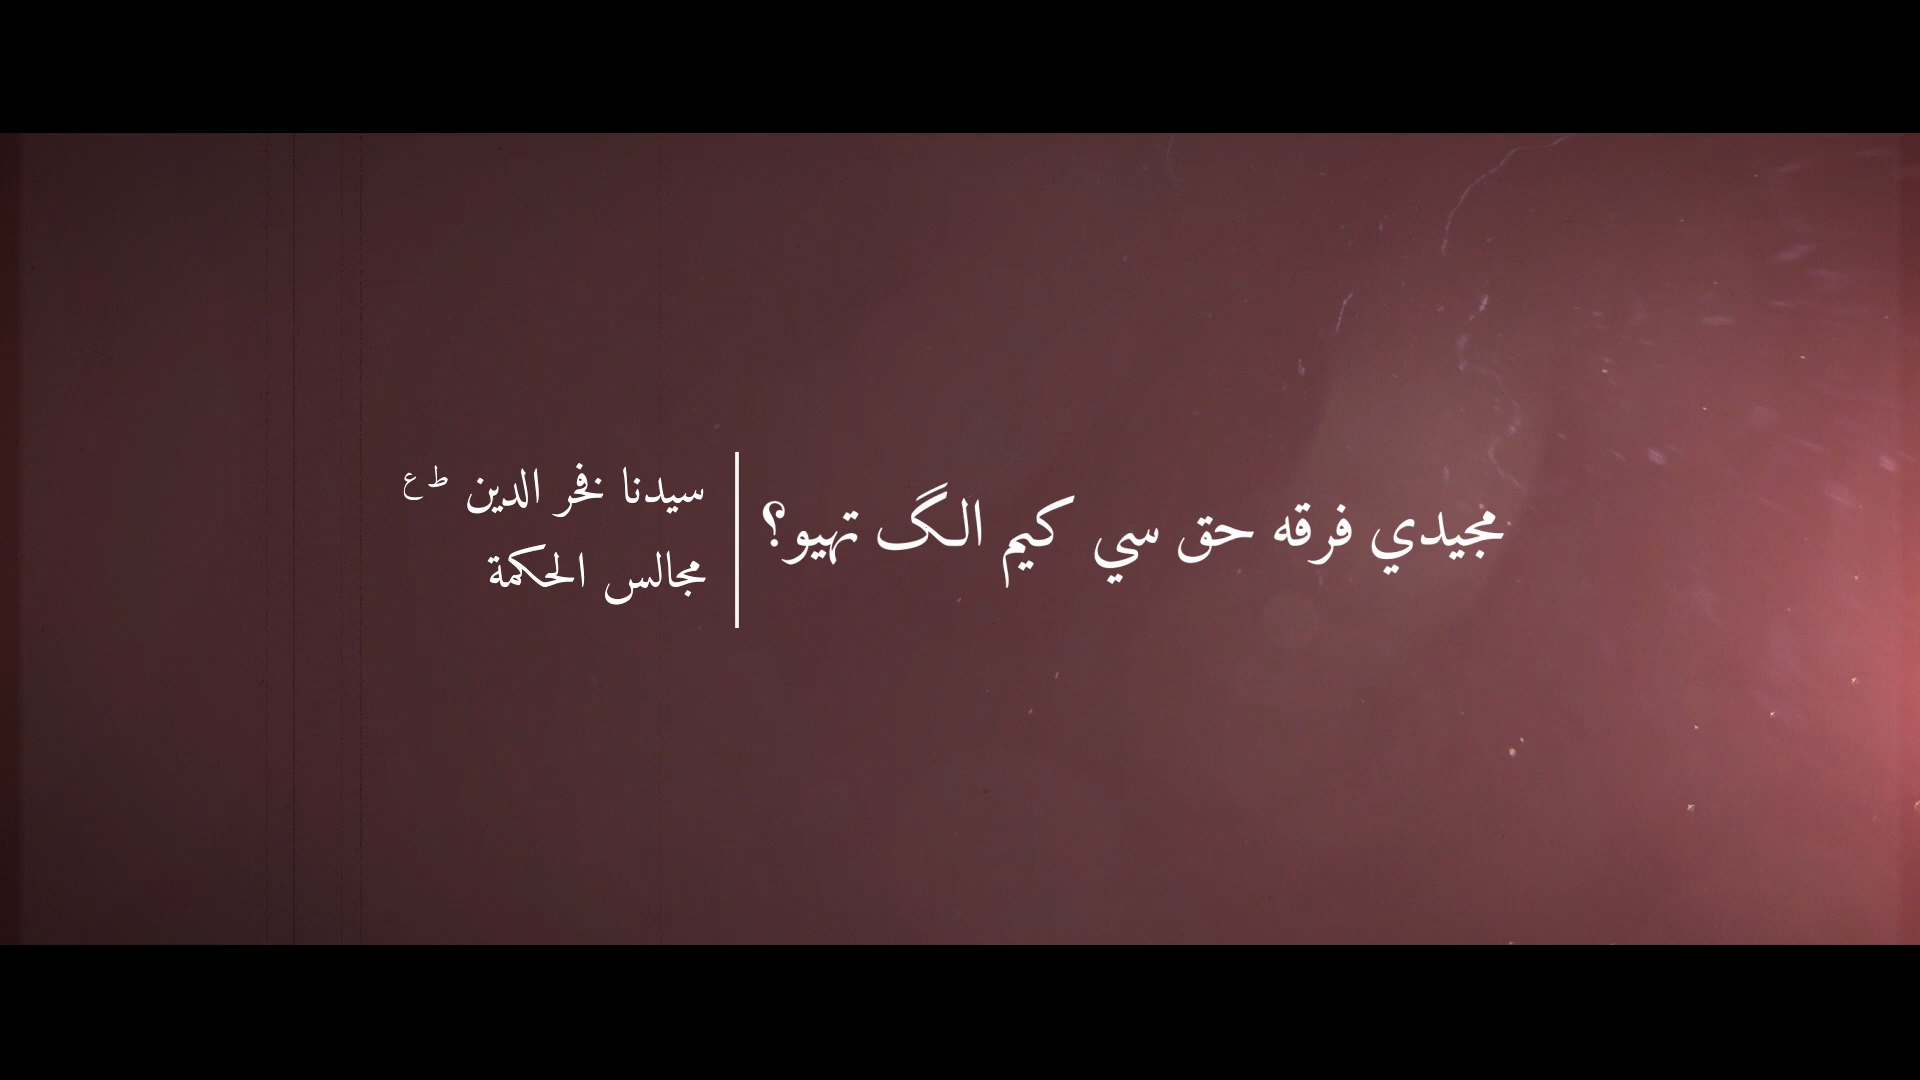 مجيدي فرقه حق سي كيم الگ تهيو؟
سيدنا فخر الدين ط ع
مجالس الحكمة